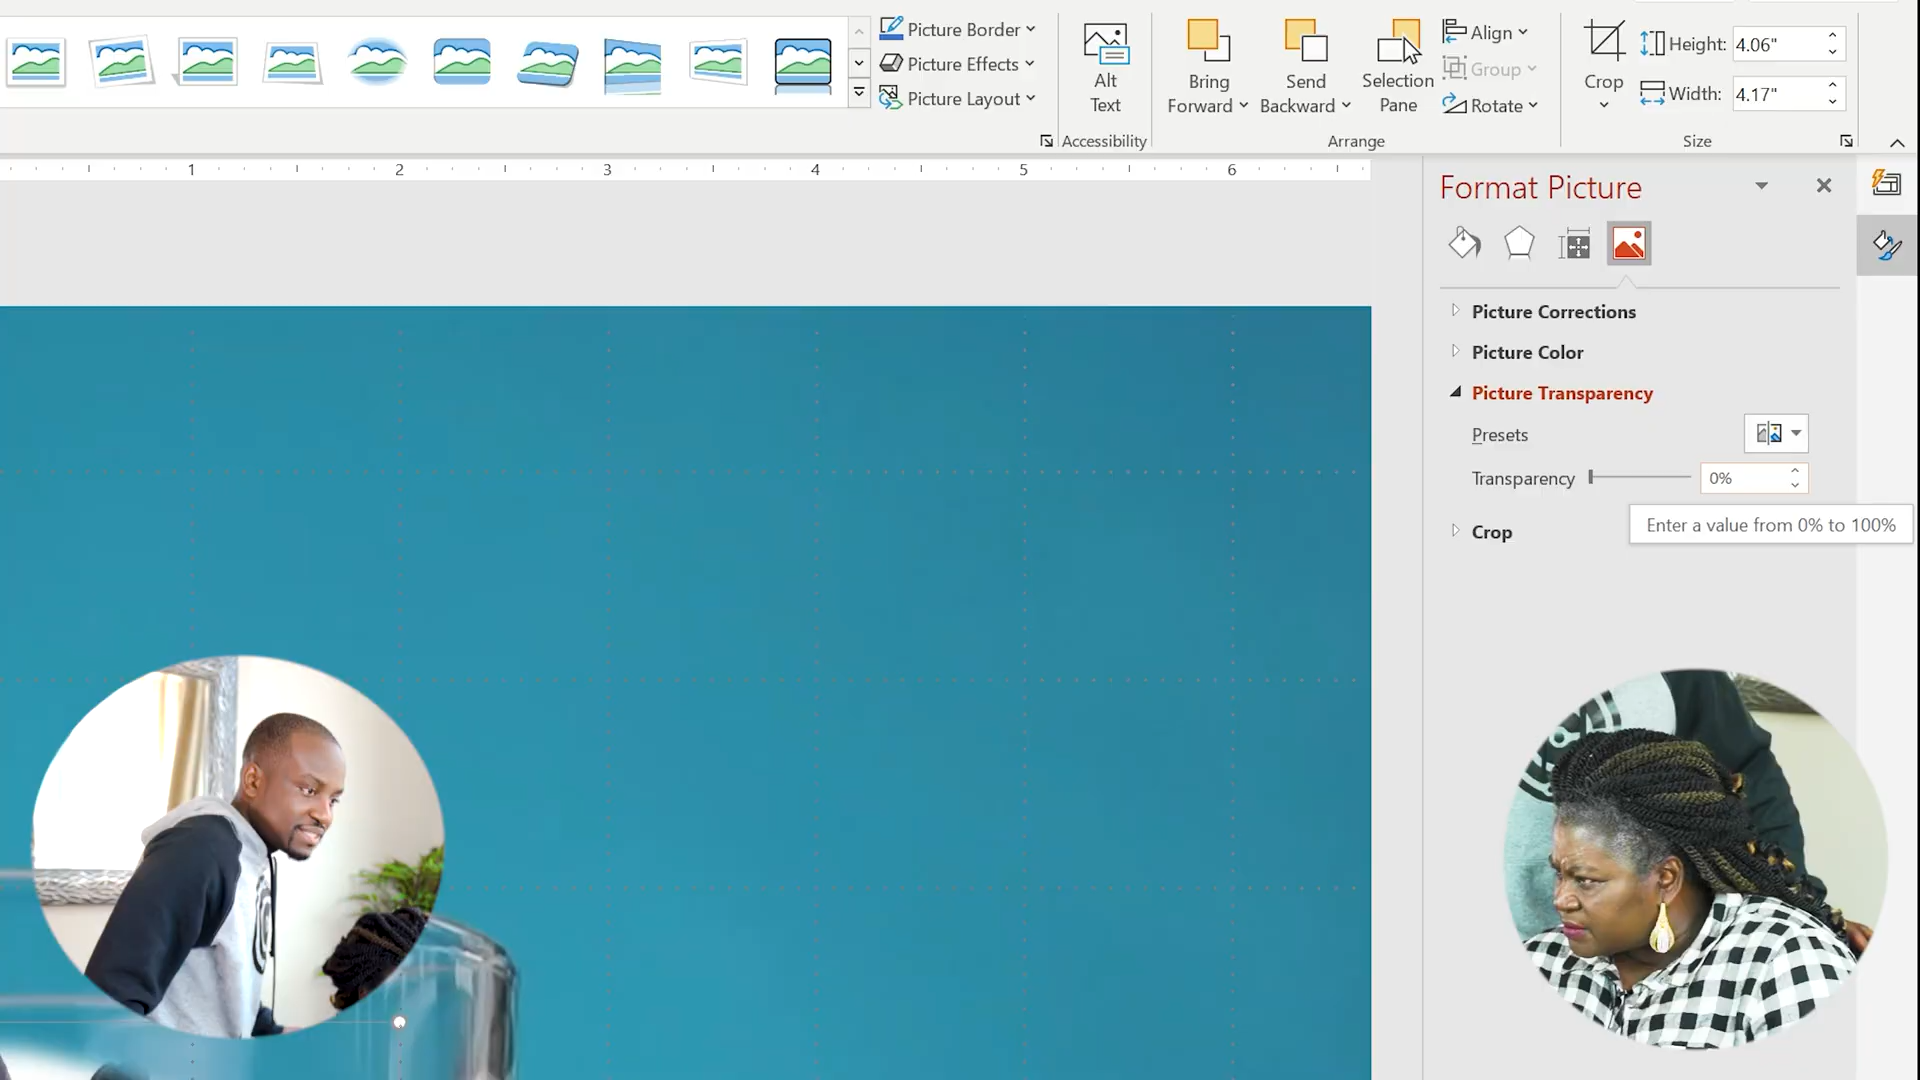 Picture Border
Picture Effects
Picture Layout
Alt
Text
Accessibility
Bring
Forward
Send
Backward
Selection
Pane
Align
Group
Rotate
Arrange
Crop
Height: 4.06"
Width: 4.17"
Size
1 2 3 4 5 6
Format Picture
Picture Corrections
Picture Color
Picture Transparency
Presets
Transparency 0%
Enter a value from 0% to 100%
Crop